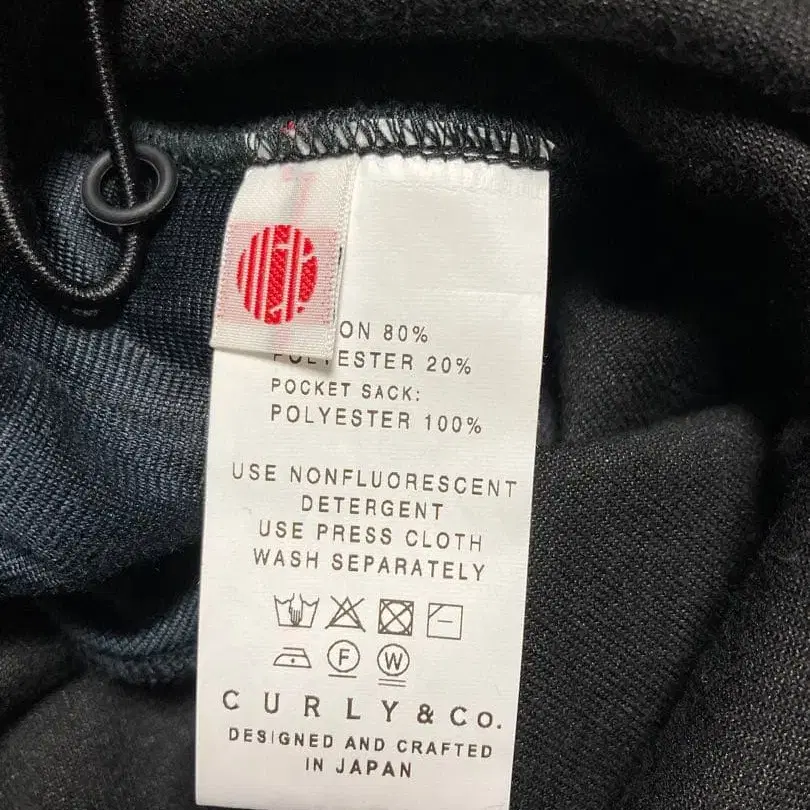 80%
POLYESTER 20%
POCKET SACK:
POLYESTER 100%
USE NONFLUORESCENT
DETERGENT
USE PRESS CLOTH
WASH SEPARATELY
F W
CURLY & CO.
DESIGNED AND CRAFTED
IN JAPAN